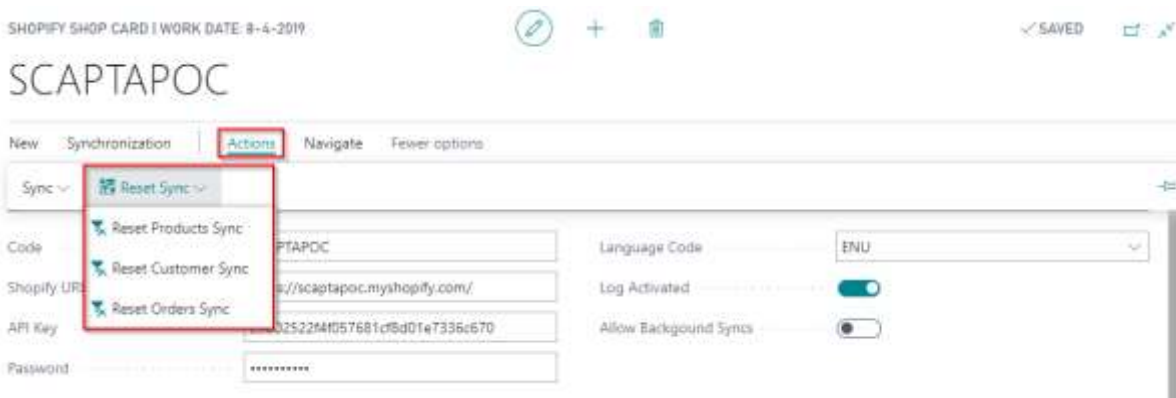 SHOPIFY SHOP CARD | WORK DATE: 8-4-2019
SAVED
SCAPTAPOC
New Synchronization Actions Navigate Fewer options
Sync Reset Sync
Reset Products Sync
Reset Customer Sync
Reset Orders Sync
Code PTAPOC
Shopify UR ://scaptapoc.myshopify.com/
API Key
Password ••••••••••
Language Code ENU
Log Activated
Allow Backgound Syncs